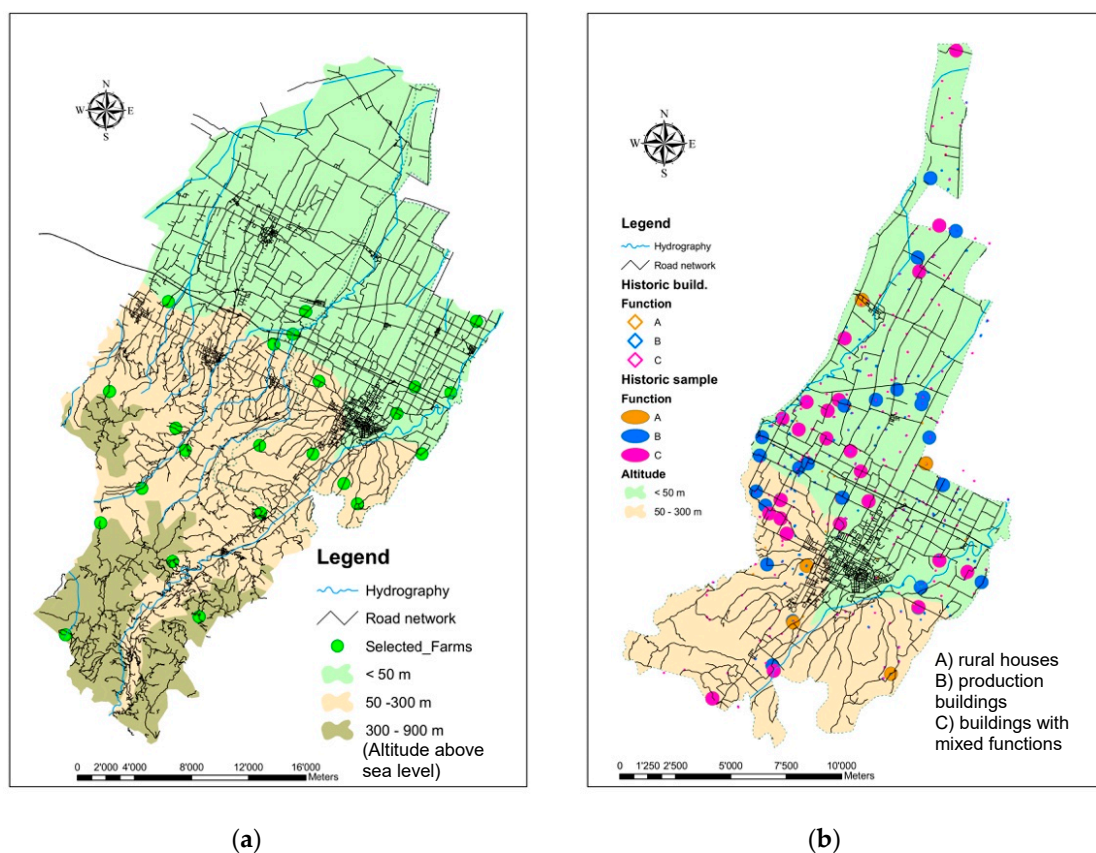 N
W E
S
Legend
Hydrography
Road network
Selected_Farms
< 50 m
50 -300 m
300 - 900 m
(Altitude above
sea level)
0 2'000 4'000 8'000 12'000 16'000
Meters
(a)
N
W E
S
Legend
Hydrography
Road network
Historic build.
Function
A
B
C
Historic sample
Function
A
B
C
Altitude
< 50 m
50 - 300 m
A) rural houses
B) production
buildings
C) buildings with
mixed functions
0 1'250 2'500 5'000 7'500 10'000
Meters
(b)